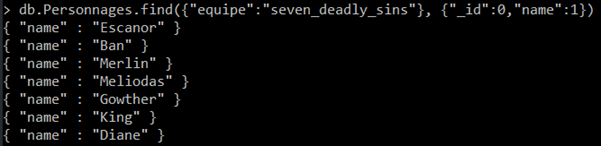 > db.Personnages.find({"equipe":"seven_deadly_sins"}, {"_id":0,"name":1})
{ "name" : "Escanor" }
{ "name" : "Ban" }
{ "name" : "Merlin" }
{ "name" : "Meliodas" }
{ "name" : "Gowther" }
{ "name" : "King" }
{ "name" : "Diane" }